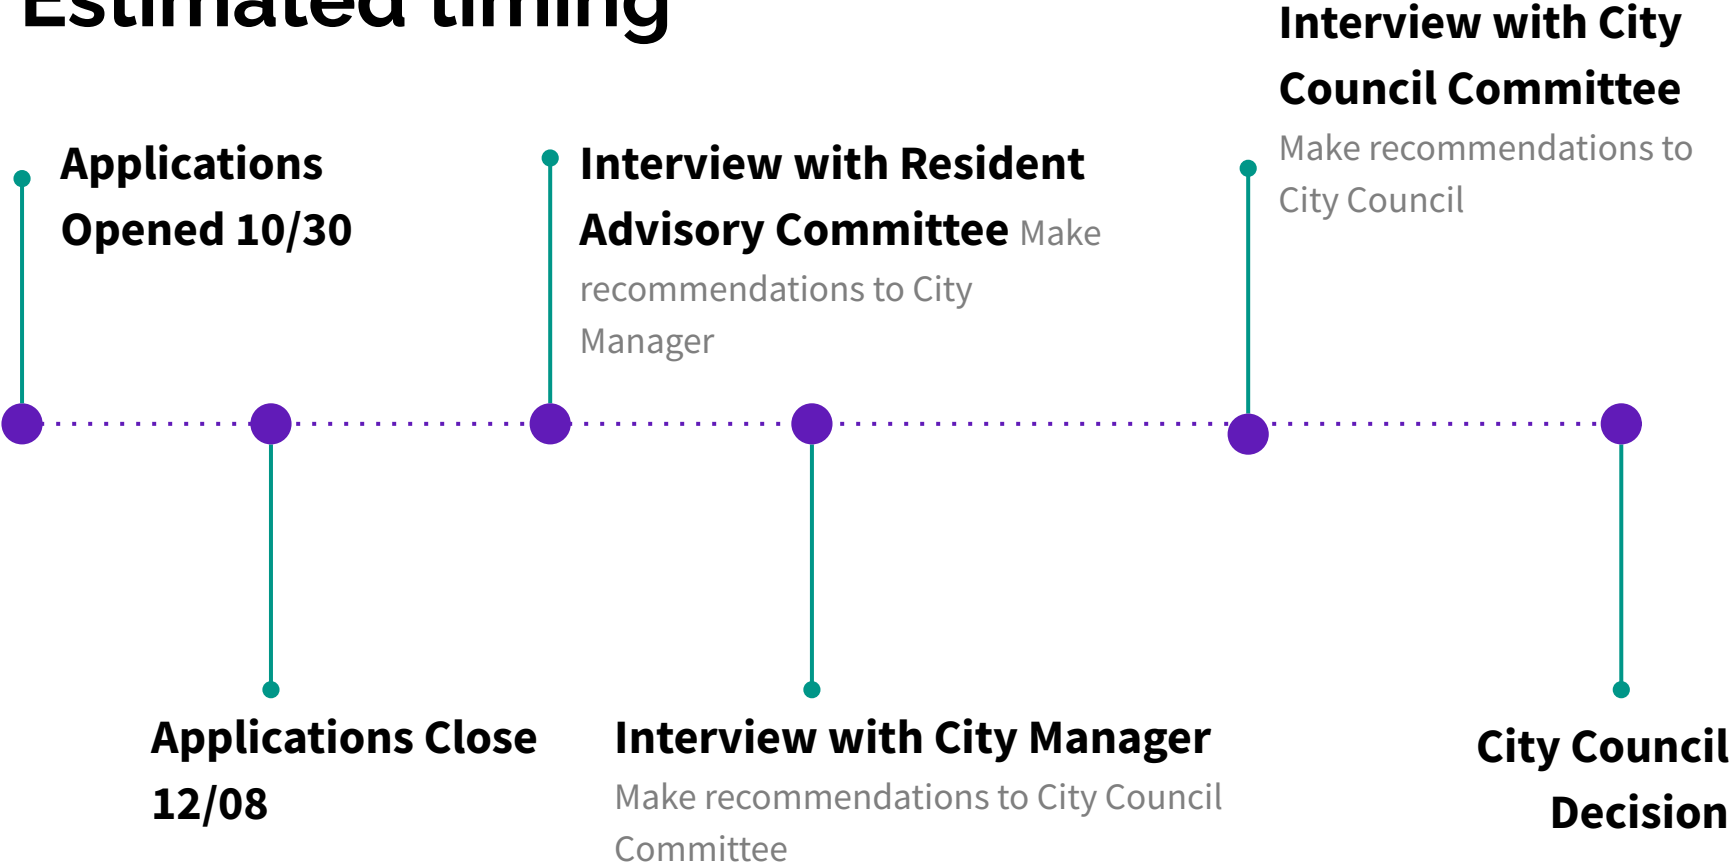 Estimated timing
Applications
Opened 10/30
Interview with Resident
Advisory Committee Make
recommendations to City
Manager
Interview with City
Council Committee
Make recommendations to
City Council
Applications Close
12/08
Interview with City Manager
Make recommendations to City Council
Committee
City Council
Decision